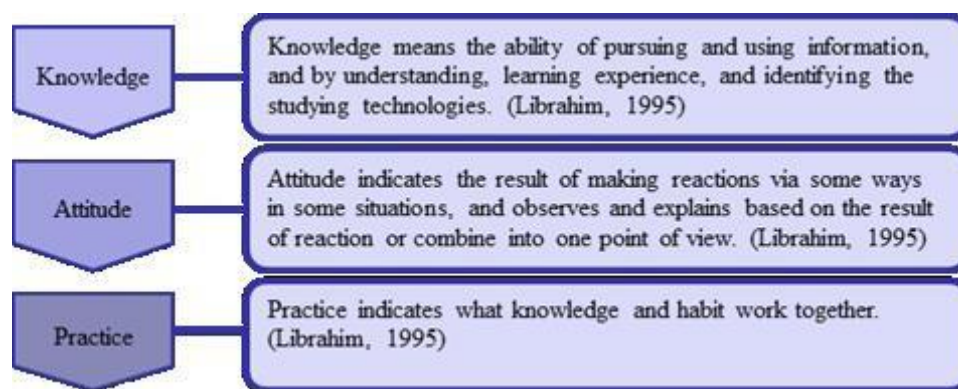 Knowledge
Knowledge means the ability of pursuing and using information,
and by understanding, learning experience, and identifying the
studying technologies. (Librahim, 1995)
Attitude
Attitude indicates the result of making reactions via some ways
in some situations, and observes and explains based on the result
of reaction or combine into one point of view. (Librahim, 1995)
Practice
Practice indicates what knowledge and habit work together.
(Librahim, 1995)